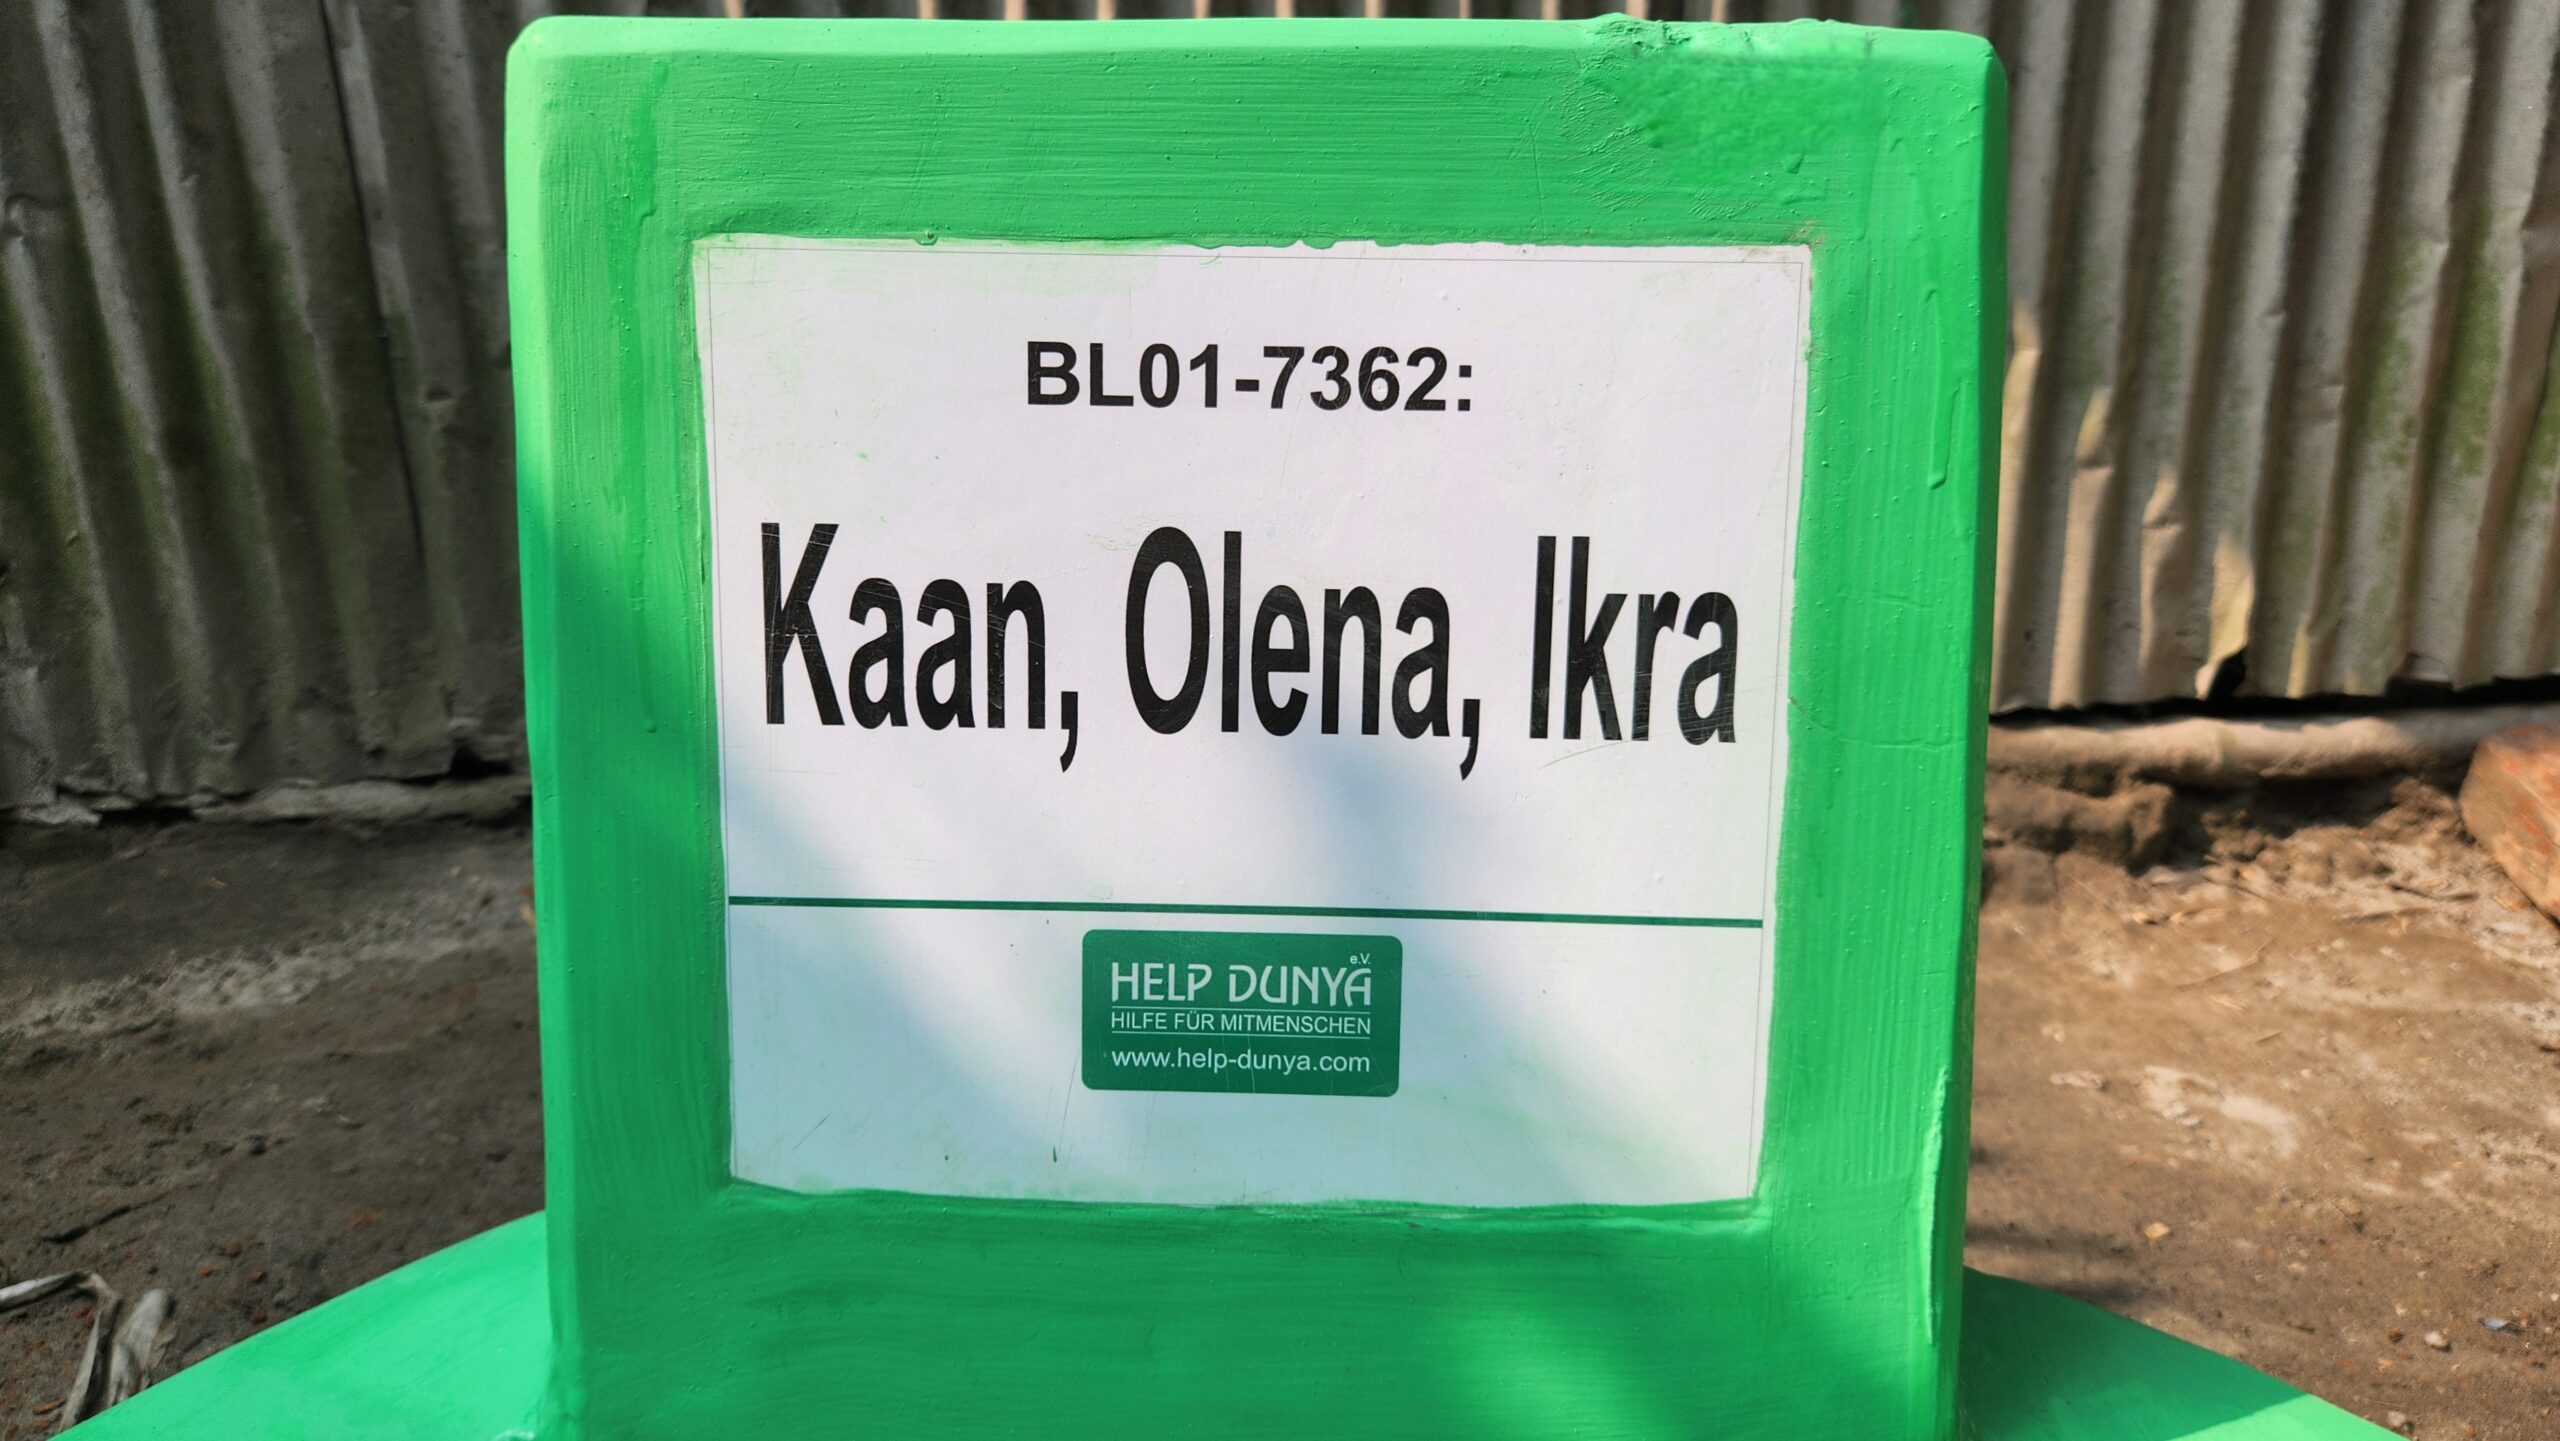 BL01-7362:
Kaan, Olena, Ikra
HELP DUNYA e.V.
HILFE FÜR MITMENSCHEN
www.help-dunya.com